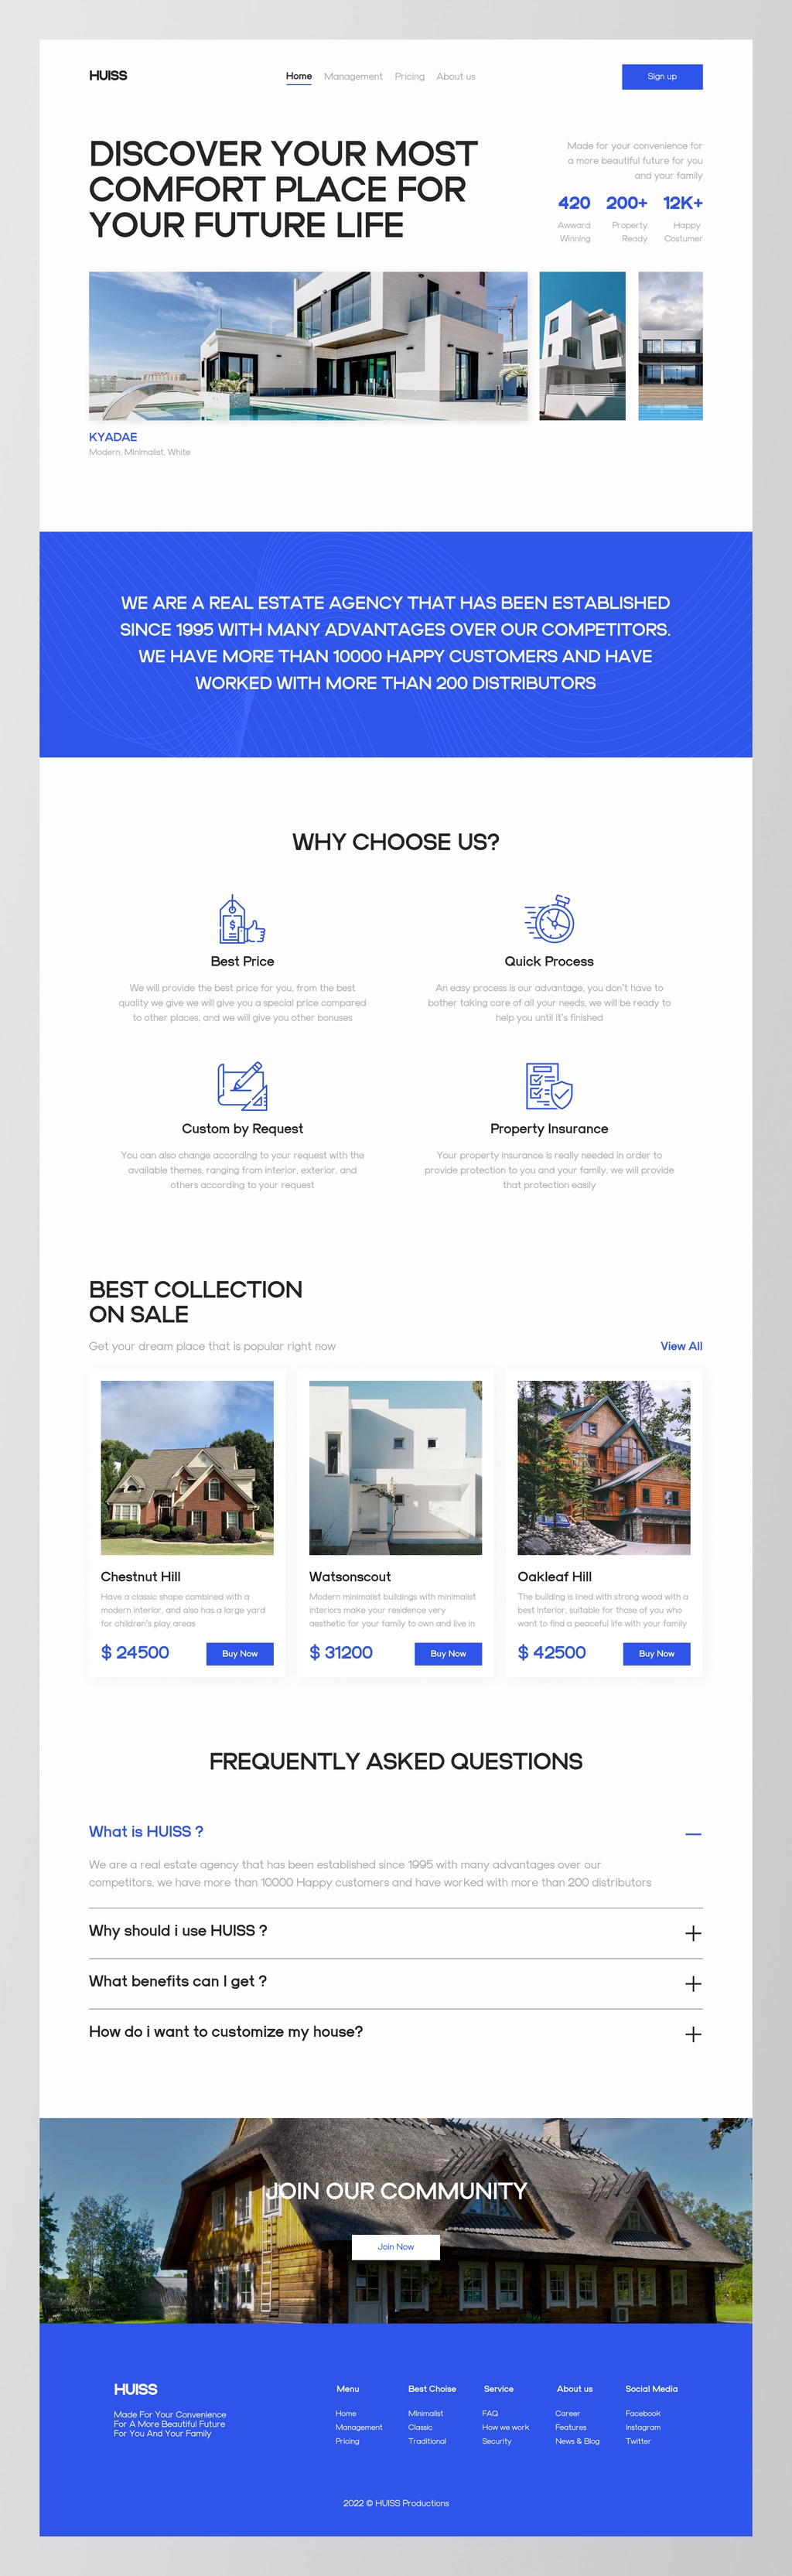 HUISS
Home Management Pricing About us
Sign up
DISCOVER YOUR MOST
COMFORT PLACE FOR
YOUR FUTURE LIFE
Made for your convenience for
a more beautiful future for you
and your family
420 200+ 12K+
Awward Property Happy
Winning Ready Costumer
KYADAE
Modern, Minimalist, White
WE ARE A REAL ESTATE AGENCY THAT HAS BEEN ESTABLISHED
SINCE 1995 WITH MANY ADVANTAGES OVER OUR COMPETITORS.
WE HAVE MORE THAN 10000 HAPPY CUSTOMERS AND HAVE
WORKED WITH MORE THAN 200 DISTRIBUTORS
WHY CHOOSE US?
Best Price
We will provide the best price for you, from the best
quality we give we will give you a special price compared
to other places, and we will give you other bonuses
Quick Process
An easy process is our advantage, you don't have to
bother taking care of all your needs, we will be ready to
help you until it's finished
Custom by Request
You can also change according to your request with the
available themes, ranging from interior, exterior, and
others according to your request
Property Insurance
Your property insurance is really needed in order to
provide protection to you and your family, we will provide
that protection easily
BEST COLLECTION
ON SALE
Get your dream place that is popular right now
View All
Chestnut Hill
Have a classic shape combined with a
modern interior, and also has a large yard
for children's play areas
$ 24500
Buy Now
Watsonscout
Modern minimalist buildings with minimalist
interiors make your residence very
aesthetic for your family to own and live in
$ 31200
Buy Now
Oakleaf Hill
The building is lined with strong wood with a
best interior, suitable for those of you who
want to find a peaceful life with your family
$ 42500
Buy Now
FREQUENTLY ASKED QUESTIONS
What is HUISS ?
We are a real estate agency that has been established since 1995 with many advantages over our
competitors. we have more than 10000 Happy customers and have worked with more than 200 distributors
Why should i use HUISS ?
What benefits can I get ?
How do i want to customize my house?
JOIN OUR COMMUNITY
Join Now
HUISS
Made For Your Convenience
For A More Beautiful Future
For You And Your Family
Menu
Home
Management
Pricing
Best Choise
Minimalist
Classic
Traditional
Service
FAQ
How we work
Security
About us
Career
Features
News & Blog
Social Media
Facebook
Instagram
Twitter
2022 © HUISS Productions